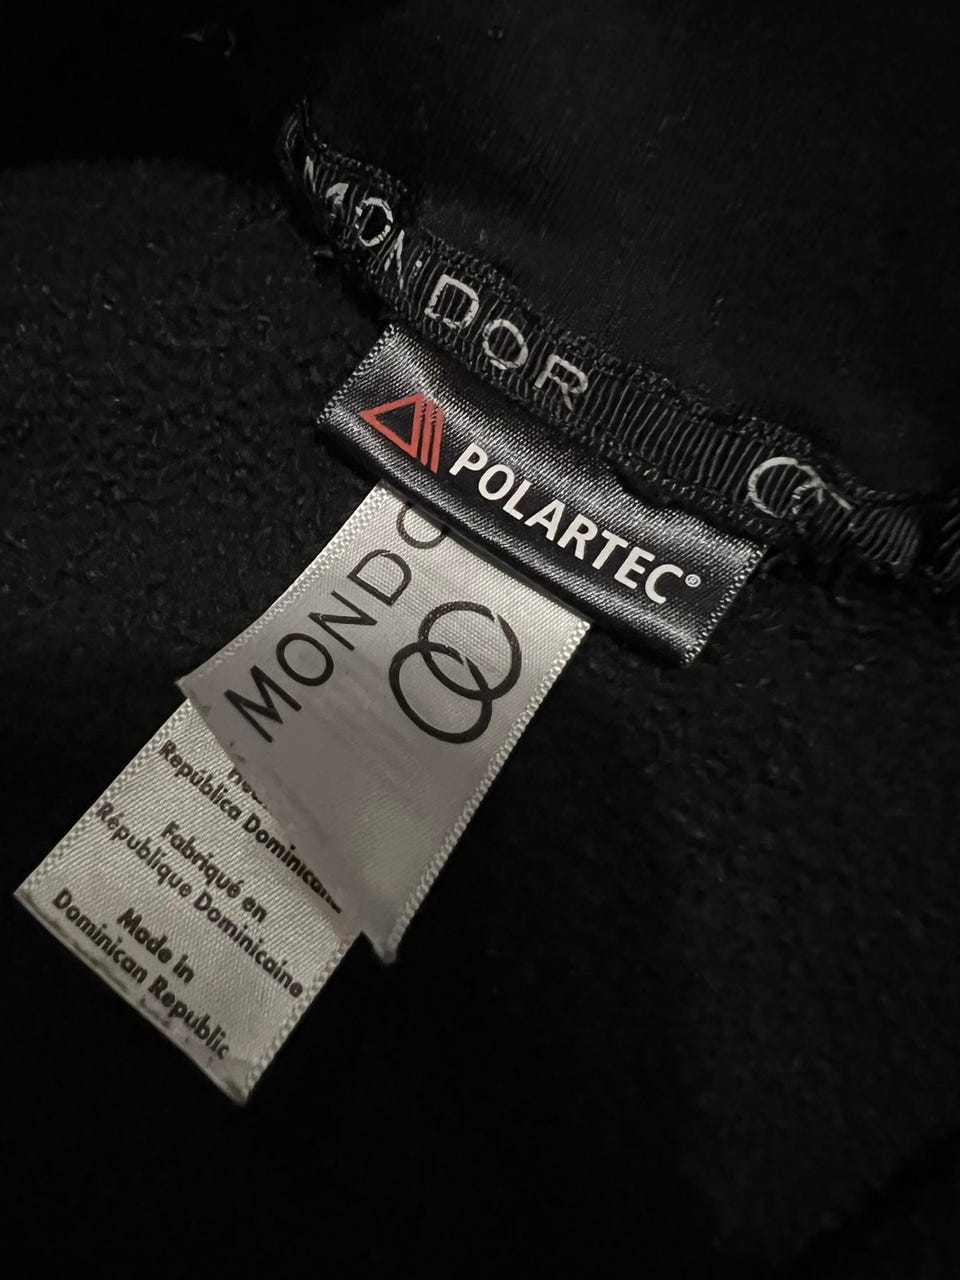 MONDOR
POLARTEC®
MOND
República Dominicana
Fabriqué en
République Dominicaine
Made in
Dominican Republic